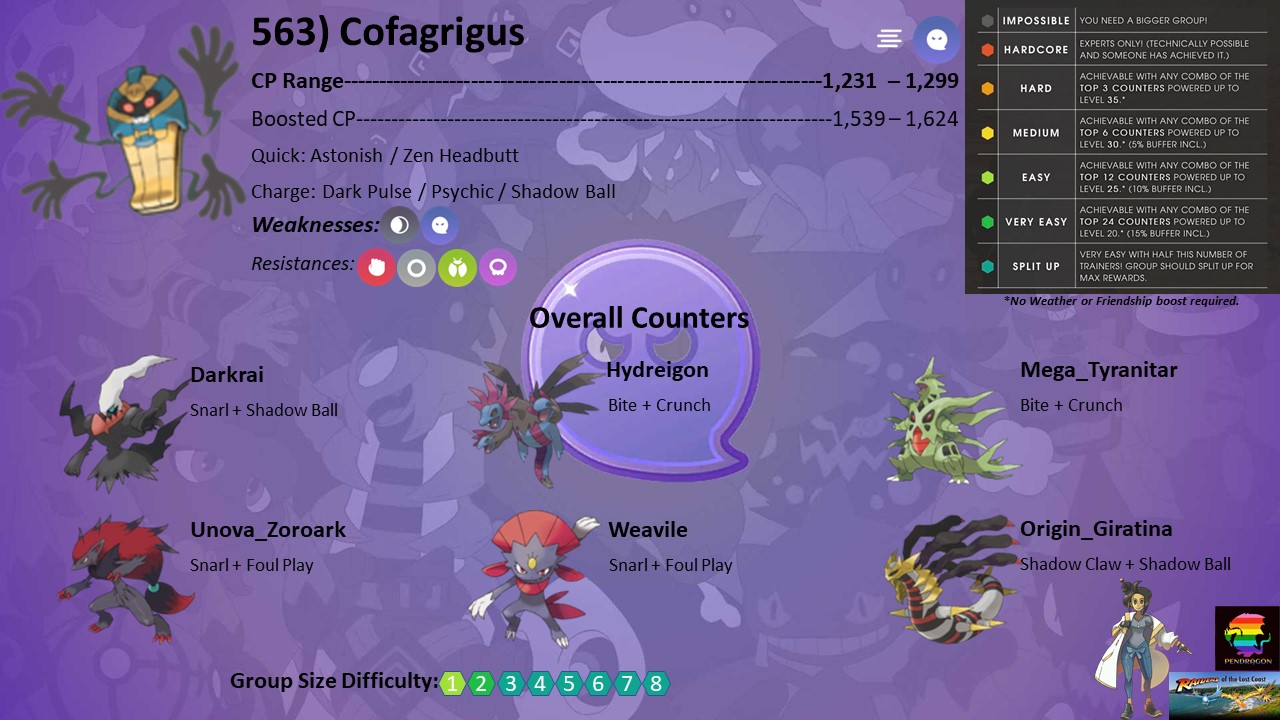 563) Cofagrigus
CP Range---1,231 – 1,299
Boosted CP---1,539 – 1,624
Quick: Astonish / Zen Headbutt
Charge: Dark Pulse / Psychic / Shadow Ball
Weaknesses:
Resistances:
IMPOSSIBLE YOU NEED A BIGGER GROUP!
HARDCORE EXPERTS ONLY! (TECHNICALLY POSSIBLE
AND SOMEONE HAS ACHIEVED IT.)
HARD ACHIEVABLE WITH ANY COMBO OF THE
TOP 3 COUNTERS POWERED UP TO
LEVEL 35.*
MEDIUM ACHIEVABLE WITH ANY COMBO OF THE
TOP 6 COUNTERS POWERED UP TO
LEVEL 30.* (5% BUFFER INCL.)
EASY ACHIEVABLE WITH ANY COMBO OF THE
TOP 12 COUNTERS POWERED UP TO
LEVEL 25.* (10% BUFFER INCL.)
VERY EASY ACHIEVABLE WITH ANY COMBO OF THE
TOP 24 COUNTERS POWERED UP TO
LEVEL 20.* (15% BUFFER INCL.)
SPLIT UP VERY EASY WITH HALF THIS NUMBER OF
TRAINERS! GROUP SHOULD SPLIT UP FOR
MAX REWARDS.
*No Weather or Friendship boost required.
Overall Counters
Darkrai
Snarl + Shadow Ball
Hydreigon
Bite + Crunch
Mega_Tyranitar
Bite + Crunch
Unova_Zoroark
Snarl + Foul Play
Weavile
Snarl + Foul Play
Origin_Giratina
Shadow Claw + Shadow Ball
Group Size Difficulty: 1 2 3 4 5 6 7 8
PENDRAGON
RAIDERS of the Lost Coast